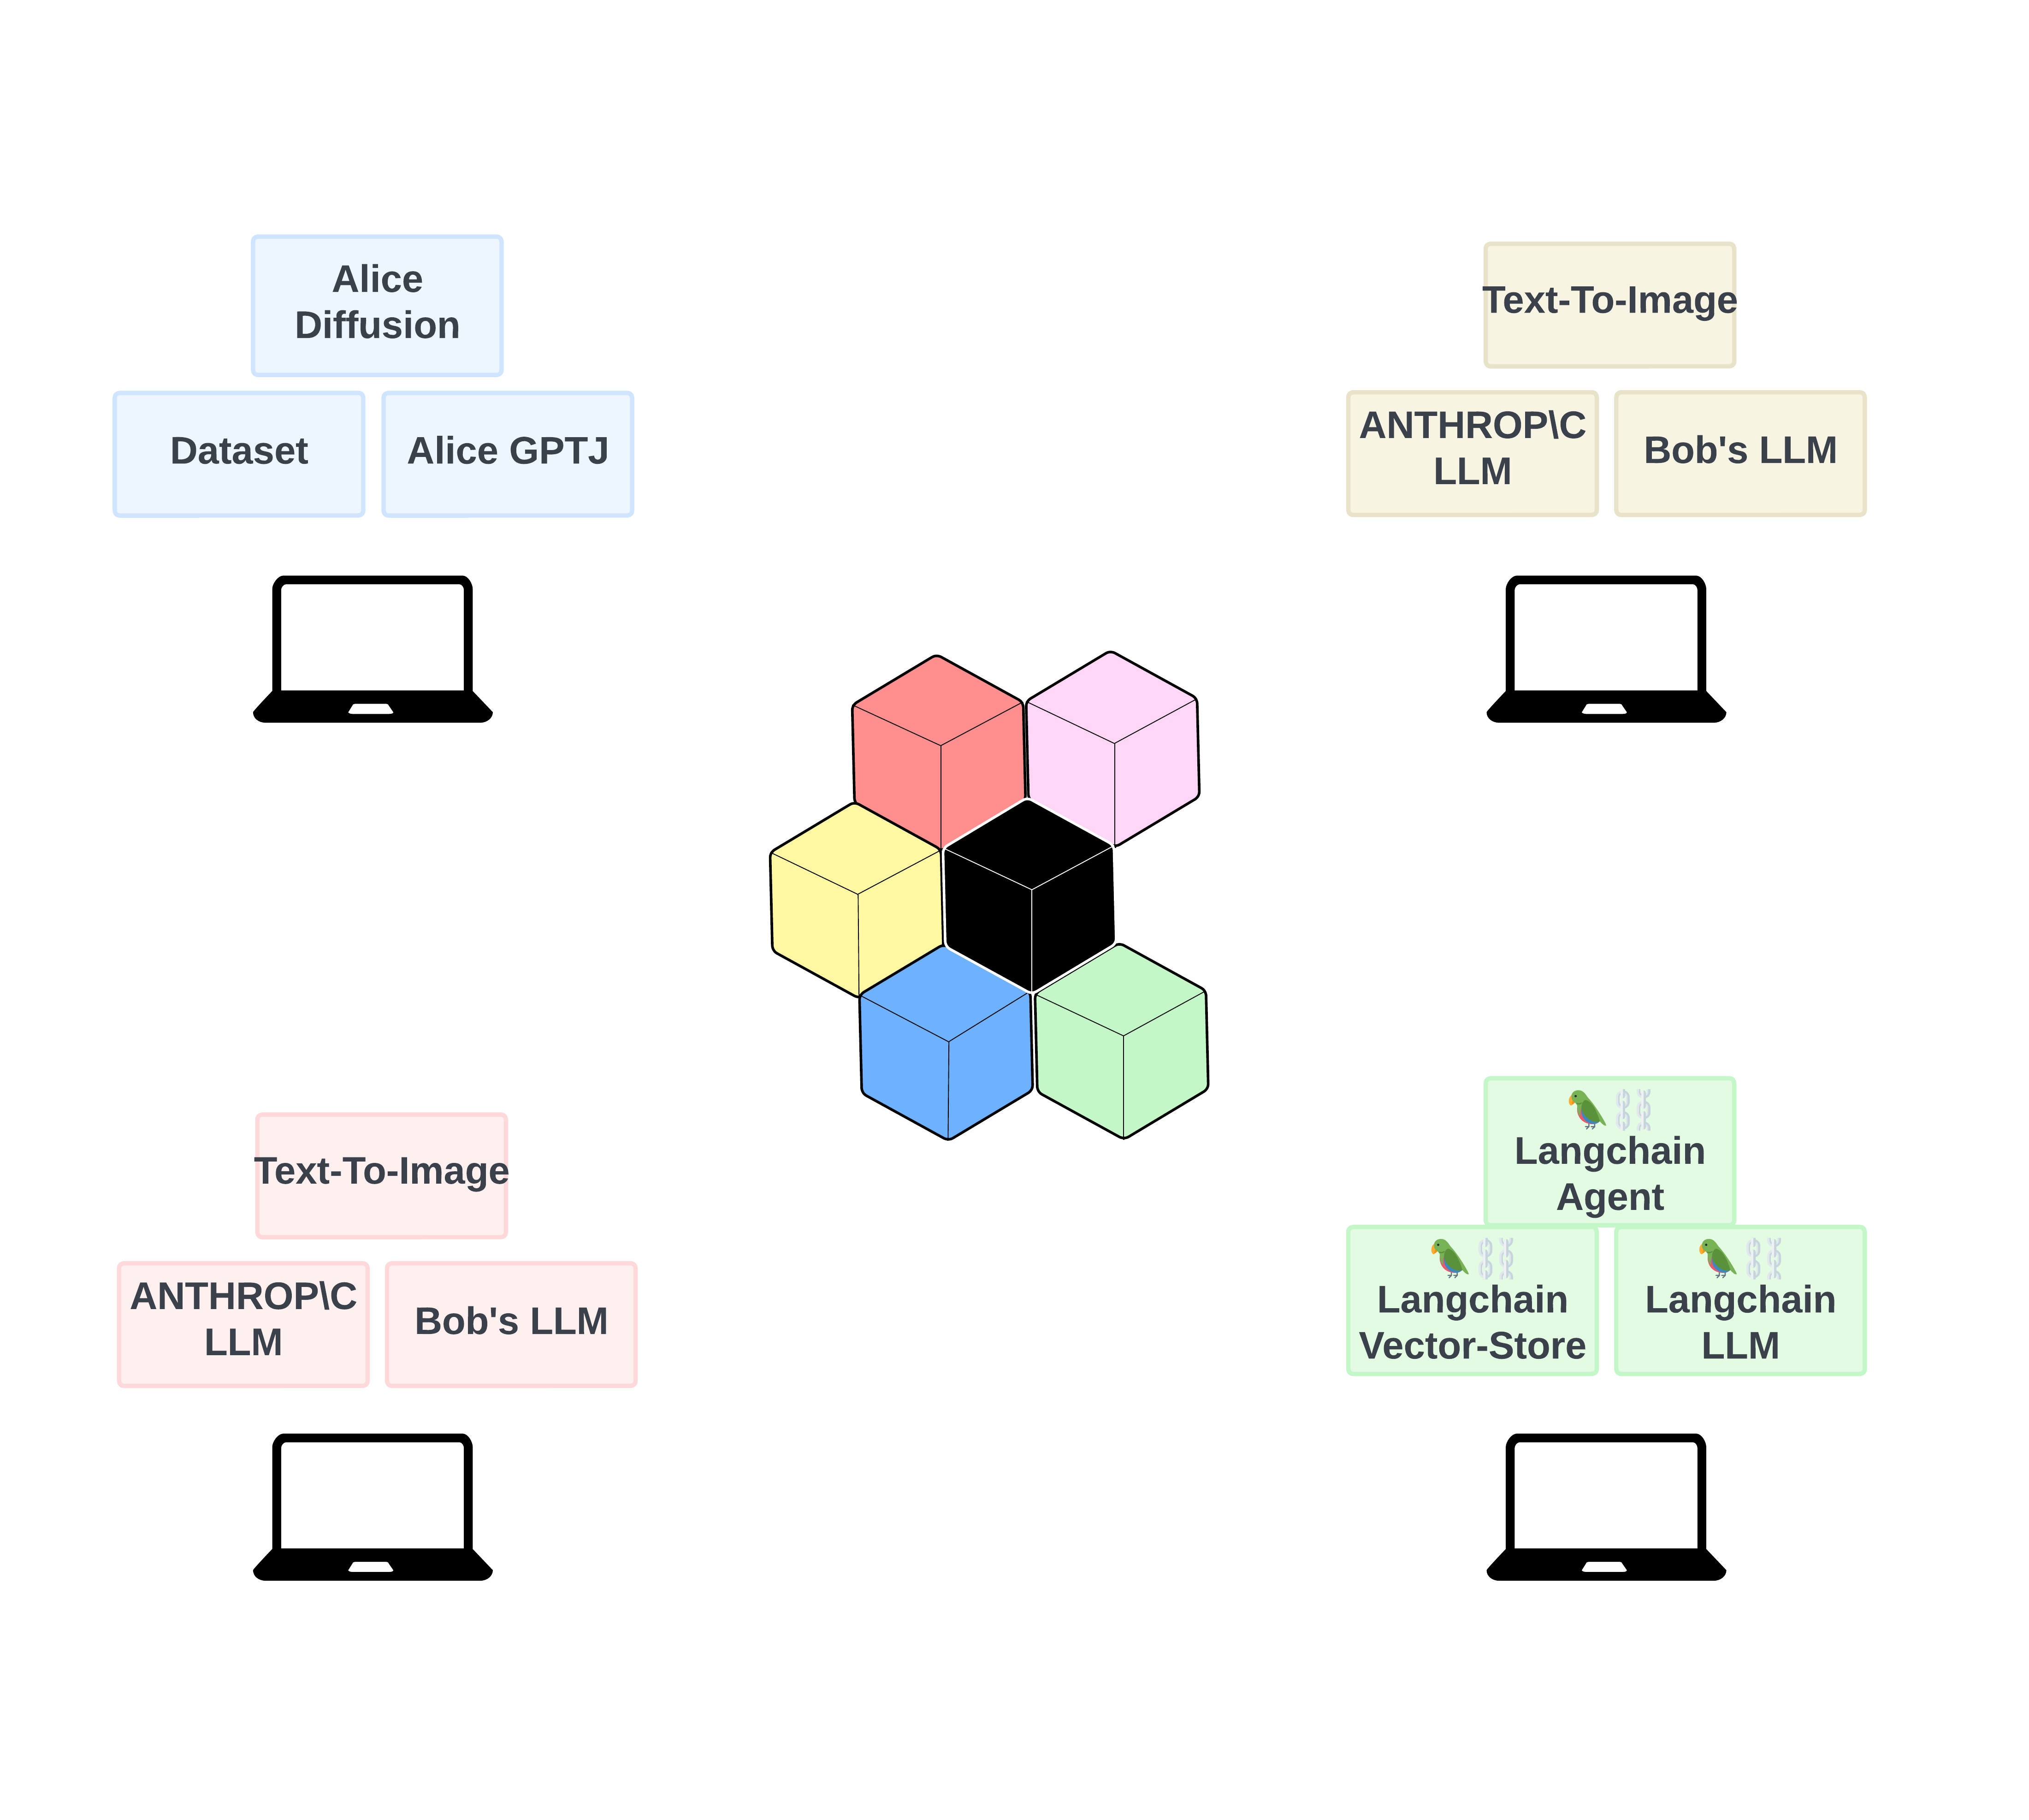 Alice
Diffusion
Dataset
Alice GPTJ
Text-To-Image
ANTHROP\C
LLM
Bob's LLM
Text-To-Image
ANTHROP\C
LLM
Bob's LLM
Langchain
Agent
Langchain
Vector-Store
Langchain
LLM